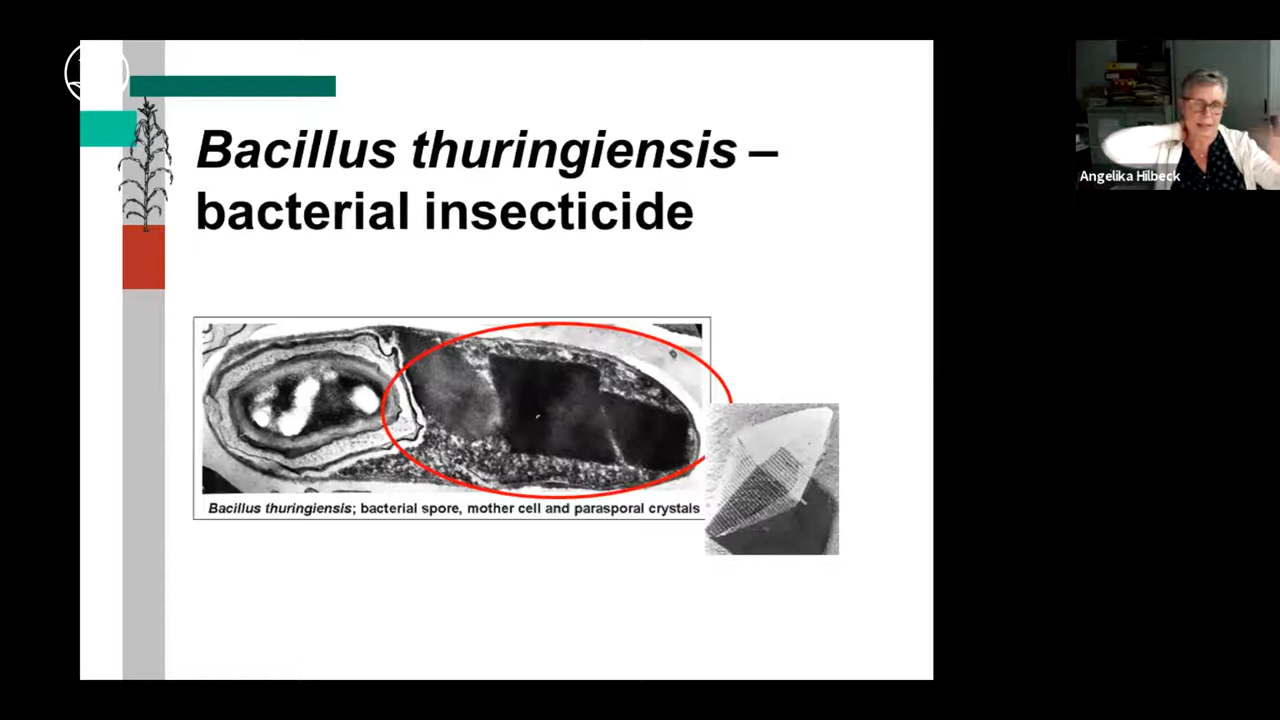 Bacillus thuringiensis –
bacterial insecticide
Bacillus thuringiensis; bacterial spore, mother cell and parasporal crystals
Angelika Hilbeck